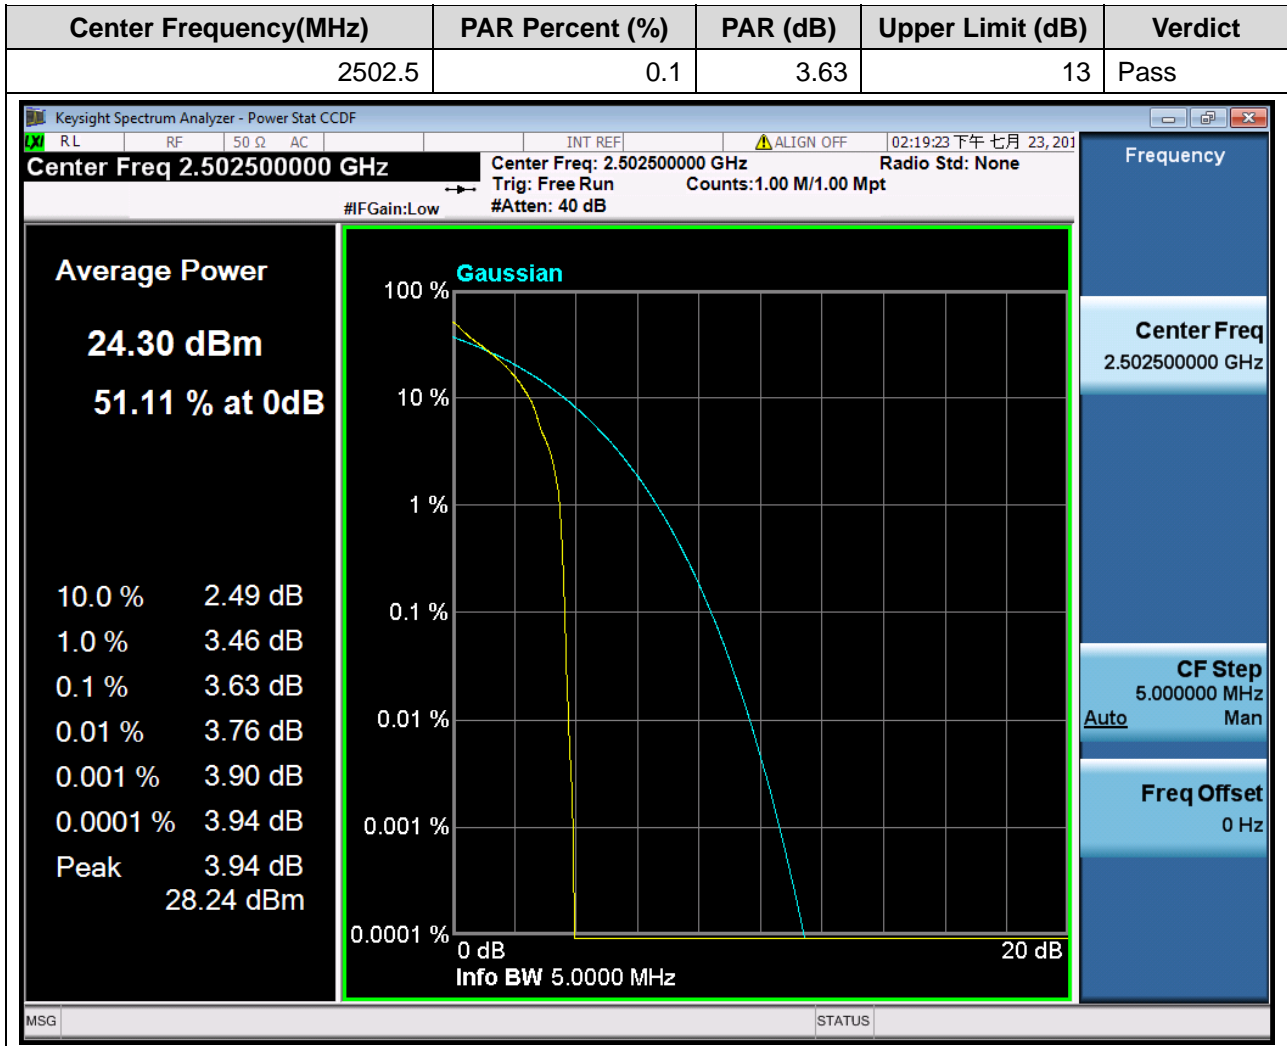 Center Frequency(MHz) PAR Percent (%) PAR (dB) Upper Limit (dB) Verdict
2502.5 0.1 3.63 13 Pass
Keysight Spectrum Analyzer - Power Stat CCDF
LXI RL RF 50 Ω AC INT REF ALIGN OFF 02:19:23 下午 七月 23, 201
Center Freq 2.502500000 GHz
Center Freq: 2.502500000 GHz Radio Std: None
Trig: Free Run Counts:1.00 M/1.00 Mpt
#IFGain:Low #Atten: 40 dB
Average Power
24.30 dBm
51.11 % at 0dB
10.0 % 2.49 dB
1.0 % 3.46 dB
0.1 % 3.63 dB
0.01 % 3.76 dB
0.001 % 3.90 dB
0.0001 % 3.94 dB
Peak 3.94 dB
28.24 dBm
Gaussian
100 %
10 %
1 %
0.1 %
0.01 %
0.001 %
0.0001 %
0 dB 20 dB
Info BW 5.0000 MHz
Frequency
Center Freq
2.502500000 GHz
CF Step
5.000000 MHz
Auto Man
Freq Offset
0 Hz
MSG STATUS